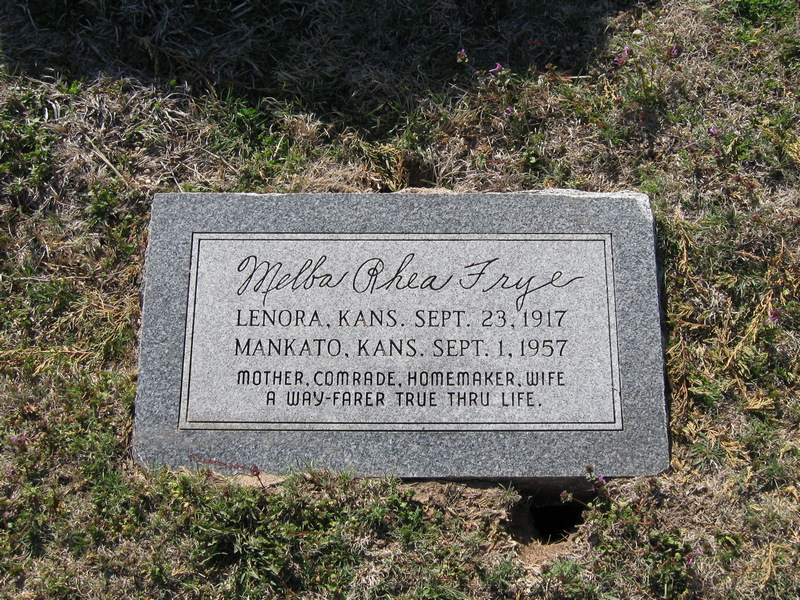 Melba Rhea Frye
LENORA, KANS. SEPT. 23, 1917
MANKATO, KANS. SEPT. 1, 1957
MOTHER, COMRADE, HOMEMAKER, WIFE
A WAY-FARER TRUE THRU LIFE.